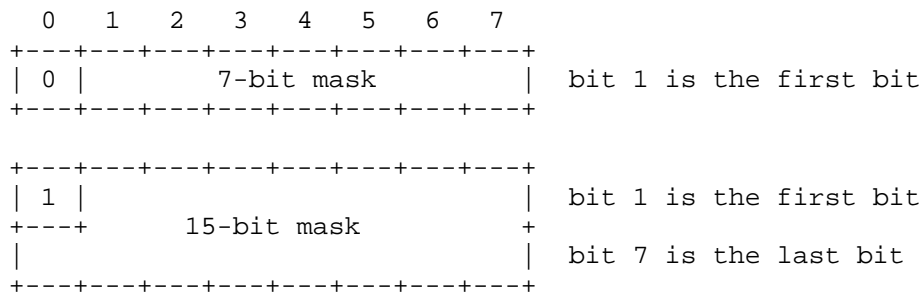 0   1   2   3   4   5   6   7
+---+---+---+---+---+---+---+---+
| 0 |        7-bit mask         |  bit 1 is the first bit
+---+---+---+---+---+---+---+---+

+---+---+---+---+---+---+---+---+
| 1 |                           |  bit 1 is the first bit
+---+      15-bit mask          +
|                               |  bit 7 is the last bit
+---+---+---+---+---+---+---+---+